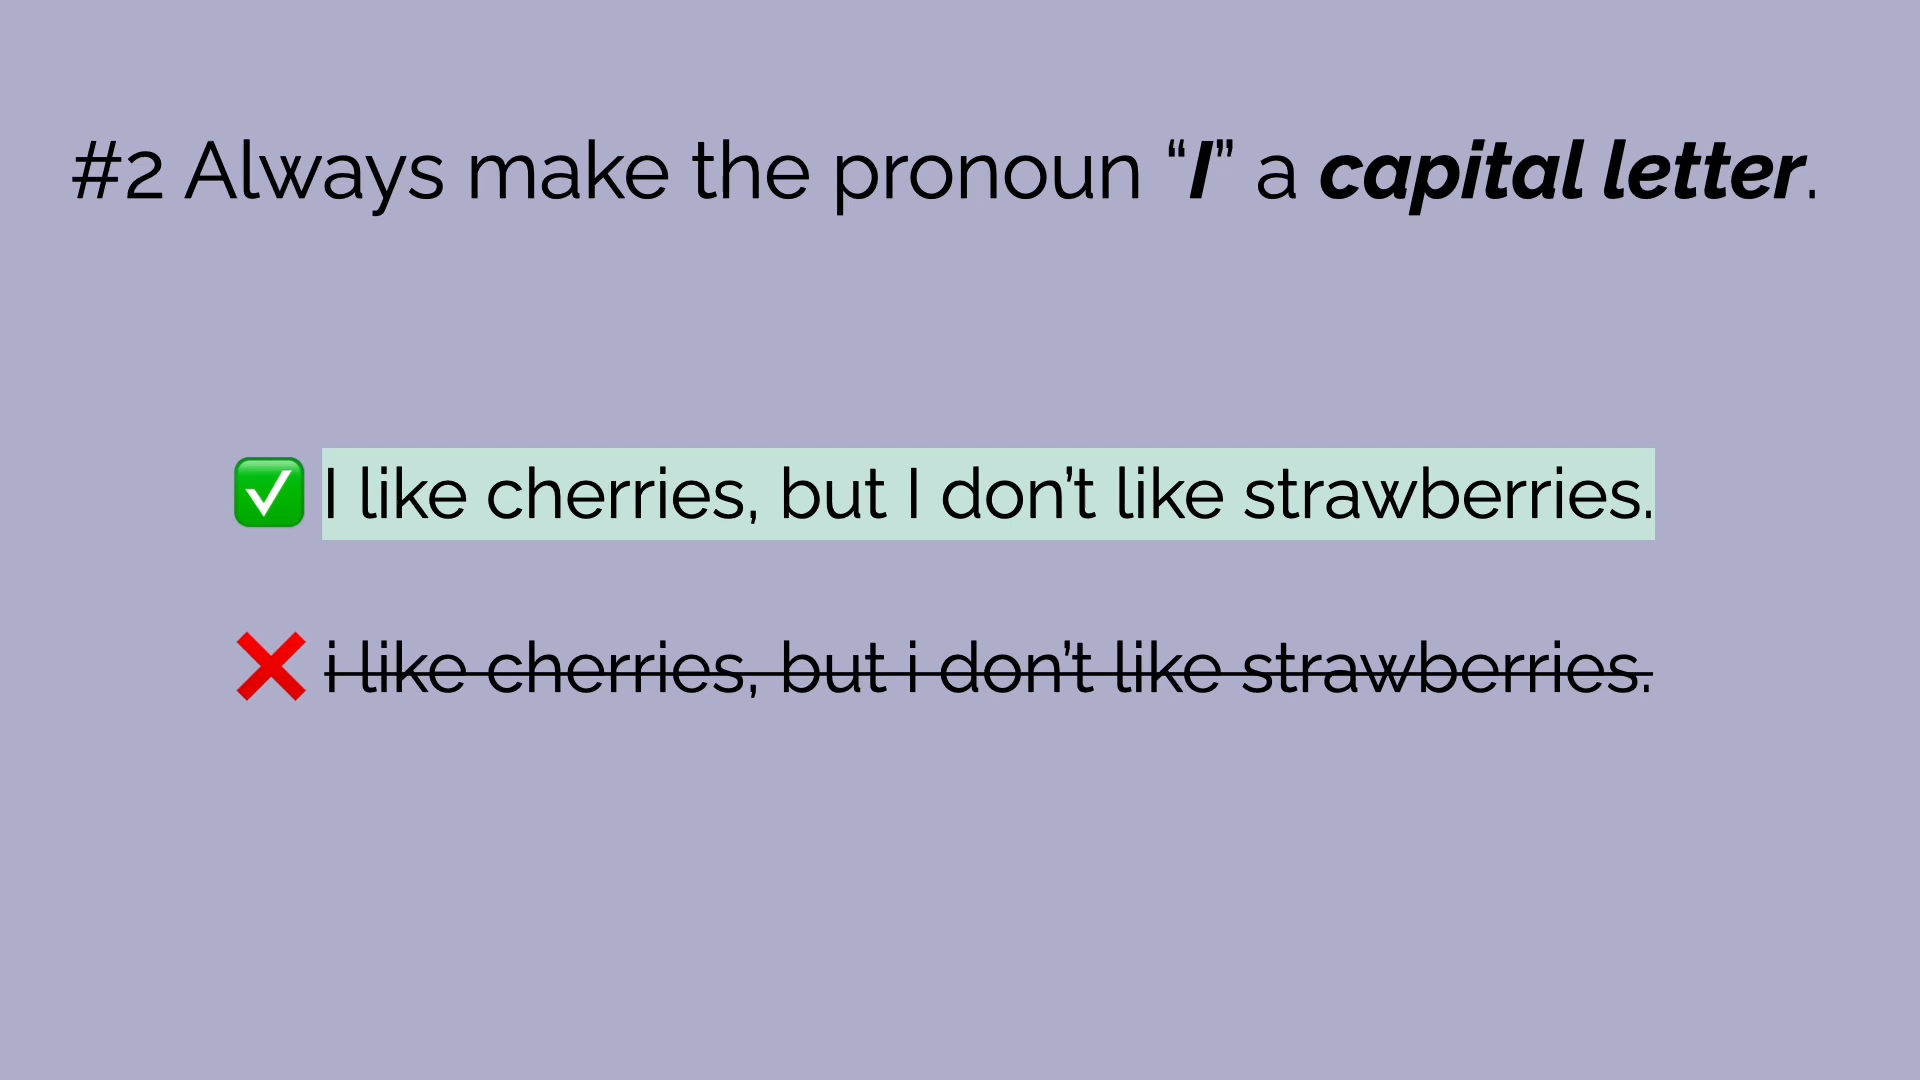 #2 Always make the pronoun “I” a capital letter.
✅ I like cherries, but I don’t like strawberries.
❌ i like cherries, but i don’t like strawberries.